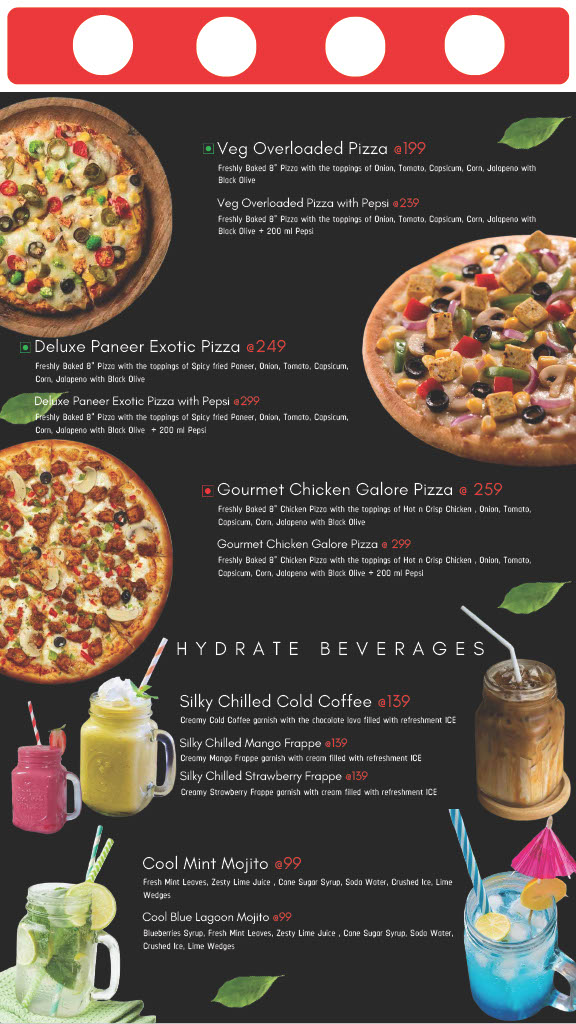 Veg Overloaded Pizza @199
Freshly Baked 8" Pizza with the toppings of Onion, Tomato, Capsicum, Corn, Jalapeno with
Black Olive
Veg Overloaded Pizza with Pepsi @239
Freshly Baked 8" Pizza with the toppings of Onion, Tomato, Capsicum, Corn, Jalapeno with
Black Olive + 200 ml Pepsi
Deluxe Paneer Exotic Pizza @249
Freshly Baked 8" Pizza with the toppings of Spicy fried Paneer, Onion, Tomato, Capsicum,
Corn, Jalapeno with Black Olive
Deluxe Paneer Exotic Pizza with Pepsi @299
Freshly Baked 8" Pizza with the toppings of Spicy fried Paneer, Onion, Tomato, Capsicum,
Corn, Jalapeno with Black Olive + 200 ml Pepsi
Gourmet Chicken Galore Pizza @ 259
Freshly Baked 8" Chicken Pizza with the toppings of Hot n Crisp Chicken , Onion, Tomato,
Capsicum, Corn, Jalapeno with Black Olive
Gourmet Chicken Galore Pizza @ 299
Freshly Baked 8" Chicken Pizza with the toppings of Hot n Crisp Chicken , Onion, Tomato,
Capsicum, Corn, Jalapeno with Black Olive + 200 ml Pepsi
HYDRATE BEVERAGES
Silky Chilled Cold Coffee @139
Creamy Cold Coffee garnish with the chocolate lava filled with refreshment ICE
Silky Chilled Mango Frappe @139
Creamy Mango Frappe garnish with cream filled with refreshment ICE
Silky Chilled Strawberry Frappe @139
Creamy Strawberry Frappe garnish with cream filled with refreshment ICE
Cool Mint Mojito @99
Fresh Mint Leaves, Zesty Lime Juice , Cane Sugar Syrup, Soda Water, Crushed Ice, Lime
Wedges
Cool Blue Lagoon Mojito @99
Blueberries Syrup, Fresh Mint Leaves, Zesty Lime Juice , Cane Sugar Syrup, Soda Water,
Crushed Ice, Lime Wedges